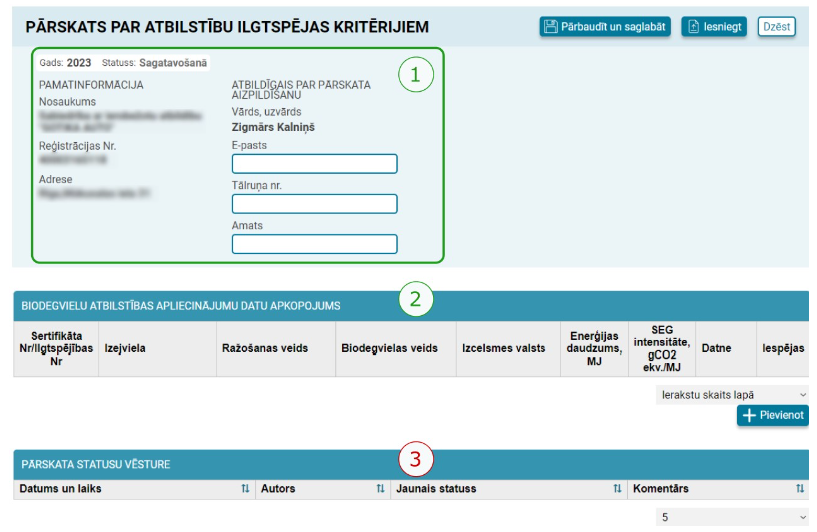 PĀRSKATS PAR ATBILSTĪBU ILGTSPĒJAS KRITĒRIJIEM
Pārbaudīt un saglabāt
Iesniegt
Dzēst
Gads: 2023 Statuss: Sagatavošanā
1
PAMATINFORMĀCIJA
Nosaukums
Reģistrācijas Nr.
Adrese
ATBILDĪGAIS PAR PĀRSKATA
AIZPILDĪŠANU
Vārds, uzvārds
Zigmārs Kalniņš
E-pasts
Tālruņa nr.
Amats
BIODEGVIELU ATBILSTĪBAS APLIECINĀJUMU DATU APKOPOJUMS
2
Sertifikāta
Nr/Ilgtspējības
Nr
Izejviela
Ražošanas veids
Biodegvielas veids
Izcelsmes valsts
Enerģijas
daudzums,
MJ
SEG
intensitāte,
gCO2
ekv./MJ
Datne
Iespējas
Ierakstu skaits lapā
Pievienot
PĀRSKATA STATUSU VĒSTURE
3
Datums un laiks
Autors
Jaunais statuss
Komentārs
5